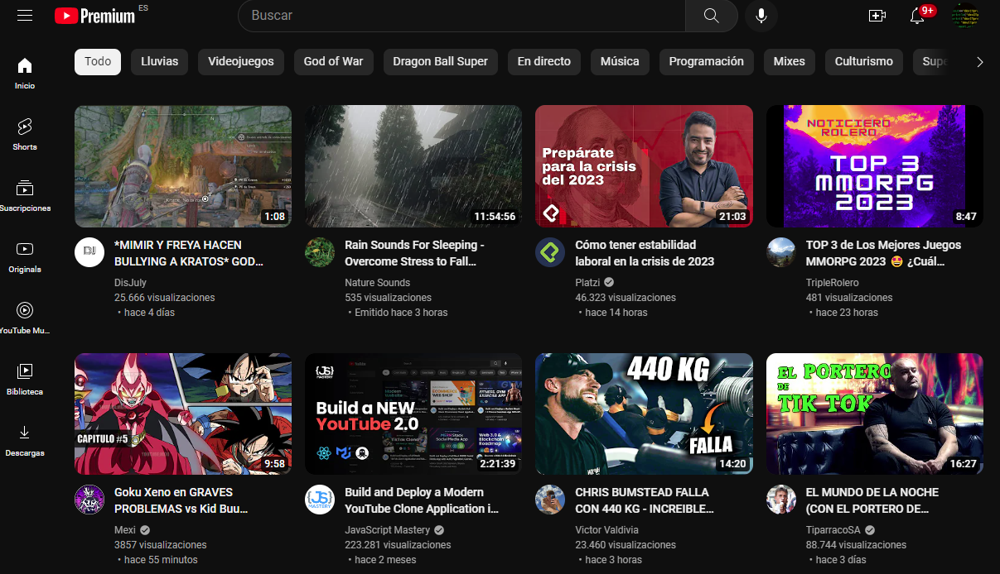 Premium ES
Buscar
9+
Todo
Lluvias
Videojuegos
God of War
Dragon Ball Super
En directo
Música
Programación
Mixes
Culturismo
Inicio
Shorts
Suscripciones
Originals
YouTube Mu...
Biblioteca
Descargas
1:08
11:54:56
Prepárate
para la crisis
del 2023
21:03
NOTICIERO
ROLERO
TOP 3
MMORPG
2023
8:47
DJ
*MIMIR Y FREYA HACEN
BULLYING A KRATOS* GOD...
DisJuly
25.666 visualizaciones
• hace 4 días
Rain Sounds For Sleeping -
Overcome Stress to Fall...
Nature Sounds
535 visualizaciones
• Emitido hace 3 horas
Cómo tener estabilidad
laboral en la crisis de 2023
Platzi
46.323 visualizaciones
• hace 14 horas
TOP 3 de Los Mejores Juegos
MMORPG 2023 🤩 ¿Cuál...
TripleRolero
481 visualizaciones
• hace 23 horas
CAPITULO #5
9:58
{JS}
MASTERY
Build a NEW
YouTube 2.0
2:21:39
440 KG
FALLA
14:20
EL PORTERO
DE
TIK TOK
16:27
Goku Xeno en GRAVES
PROBLEMAS vs Kid Buu...
Mexi
3857 visualizaciones
• hace 55 minutos
{JS}
MASTERY
Build and Deploy a Modern
YouTube Clone Application i...
JavaScript Mastery
223.281 visualizaciones
• hace 2 meses
CHRIS BUMSTEAD FALLA
CON 440 KG - INCREIBLE...
Victor Valdivia
23.460 visualizaciones
• hace 3 horas
EL MUNDO DE LA NOCHE
(CON EL PORTERO DE...
TiparracoSA
88.744 visualizaciones
• hace 3 días